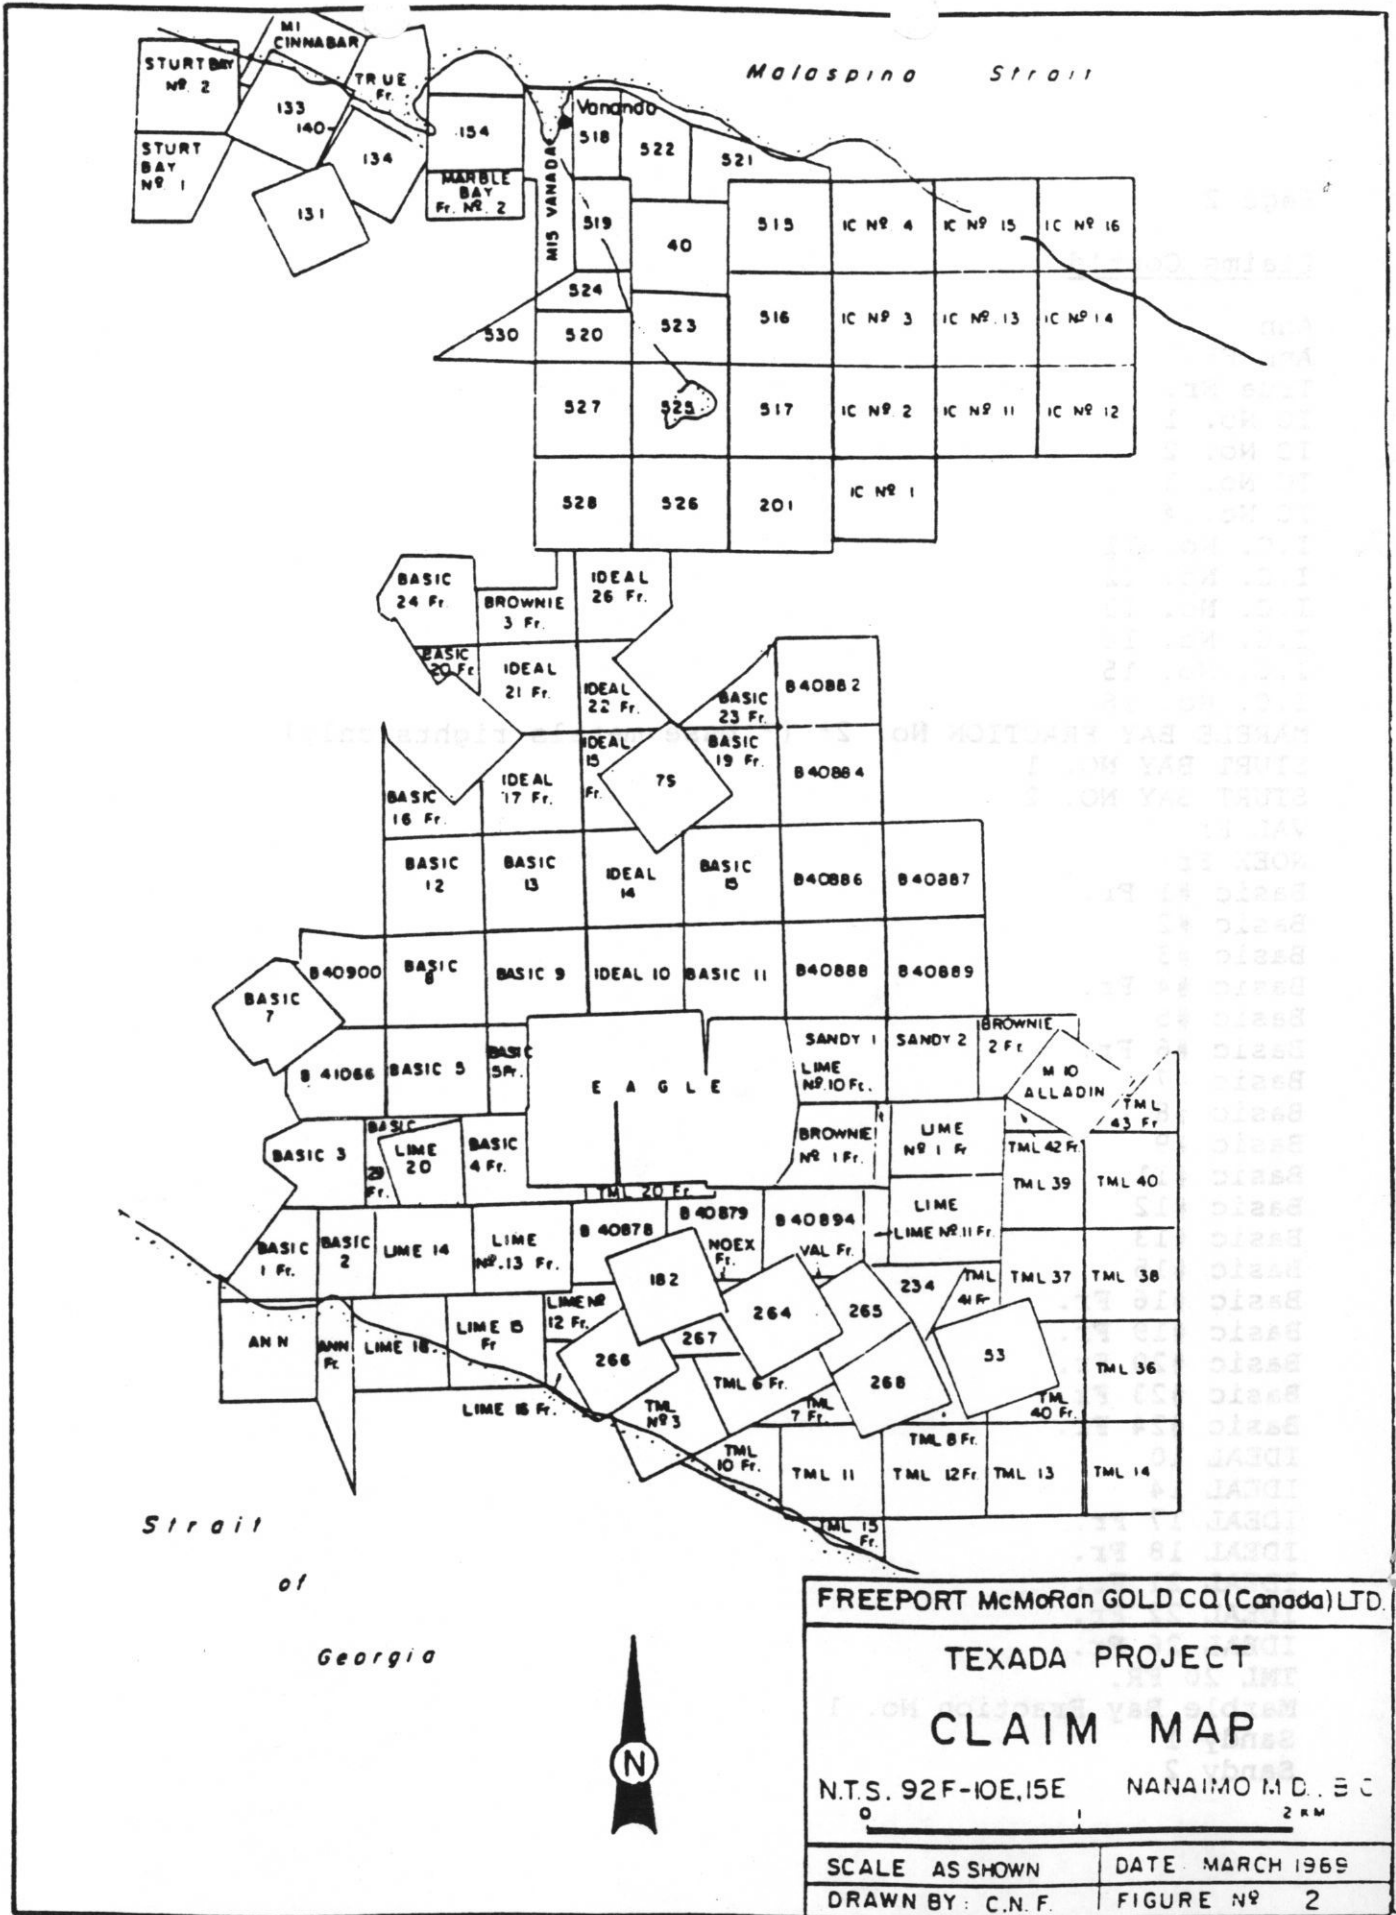 Malaspina Strait
MI
CINNABAR
STURT BAY
Nº 2
TRUE
Fr.
133
140
134
STURT
BAY
Nº 1
131
154
MARBLE
BAY
Fr. Nº 2
M15 VANADA
Vananda
518
522
521
519
40
515
IC Nº 4
IC Nº 15
IC Nº 16
524
530
520
523
516
IC Nº 3
IC Nº 13
IC Nº 14
527
525
517
IC Nº 2
IC Nº 11
IC Nº 12
528
526
201
IC Nº 1
BASIC
24 Fr.
BROWNIE
3 Fr.
IDEAL
26 Fr.
BASIC
20 Fr.
IDEAL
21 Fr.
IDEAL
22 Fr.
BASIC
23 Fr.
B40882
BASIC
16 Fr.
IDEAL
17 Fr.
IDEAL
15
Fr.
75
BASIC
19 Fr.
B40884
BASIC
12
BASIC
13
IDEAL
14
BASIC
15
B40886
B40887
BASIC
7
B40900
BASIC
8
BASIC 9
IDEAL 10
BASIC 11
B40888
B40889
B 41066
BASIC 5
BASIC
5Fr.
EAGLE
SANDY 1
LIME
Nº.10 Fr.
SANDY 2
BROWNIE
2 Fr.
M 10
ALLADIN
TML
43 Fr.
BASIC 3
BASIC
29
Fr.
LIME
20
BASIC
4 Fr.
TML 20 Fr.
BROWNIE
Nº 1 Fr.
LIME
Nº 1 Fr
TML 42 Fr.
TML 39
TML 40
BASIC
1 Fr.
BASIC
2
LIME 14
LIME
Nº.13 Fr.
B 40878
B 40879
B 40894
NOEX
Fr.
VAL Fr.
LIME
LIME Nº.11 Fr.
182
264
265
234
TML
41 Fr
TML 37
TML 38
ANN
ANN
Fr.
LIME 18
LIME 15
Fr
LIME Nº
12 Fr.
266
267
268
53
TML 36
LIME 16 Fr.
TML
Nº 3
TML 6 Fr.
TML
7 Fr.
TML
40 Fr.
TML
10 Fr.
TML 11
TML 8 Fr.
TML 12Fr.
TML 13
TML 14
TML 15
Fr.
Strait
of
Georgia
N
FREEPORT McMoRan GOLD CO (Canada) LTD.
TEXADA PROJECT
CLAIM MAP
N.T.S. 92F-10E,15E NANAIMO M.D., B C
0 1 2 KM
SCALE AS SHOWN
DATE MARCH 1989
DRAWN BY: C.N.F.
FIGURE Nº 2